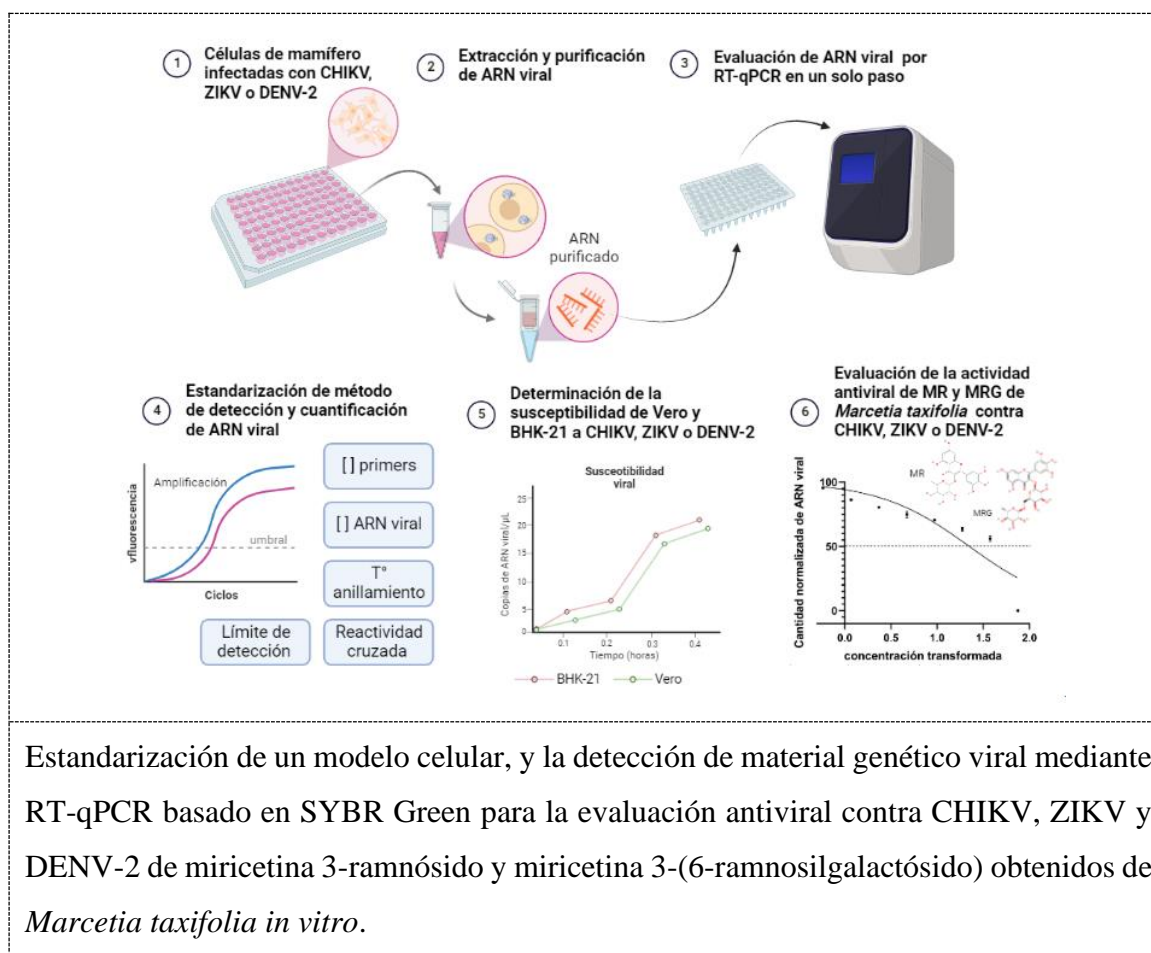 1
Células de mamífero
infectadas con CHIKV,
ZIKV o DENV-2
2
Extracción y purificación
de ARN viral
3
Evaluación de ARN viral por
RT-qPCR en un solo paso
ARN
purificado
4
Estandarización de método
de detección y cuantificación
de ARN viral
Amplificación
umbral
vfluorescencia
Ciclos
[ ] primers
[ ] ARN viral
T°
anillamiento
Límite de
detección
Reactividad
cruzada
5
Determinación de la
susceptibilidad de Vero y
BHK-21 a CHIKV, ZIKV o DENV-2
Susceotibilidad
viral
Copias de ARN viral/µL
25
20
15
10
5
0
0.1 0.2 0.3 0.4
Tiempo (horas)
BHK-21 Vero
6
Evaluación de la actividad
antiviral de MR y MRG de
Marcetia taxifolia contra
CHIKV, ZIKV o DENV-2
MR
MRG
Cantidad normalizada de ARN viral
100
50
0
0.0 0.5 1.0 1.5 2.0
concentración transformada
Estandarización de un modelo celular, y la detección de material genético viral mediante
RT-qPCR basado en SYBR Green para la evaluación antiviral contra CHIKV, ZIKV y
DENV-2 de miricetina 3-ramnósido y miricetina 3-(6-ramnosilgalactósido) obtenidos de
Marcetia taxifolia in vitro.